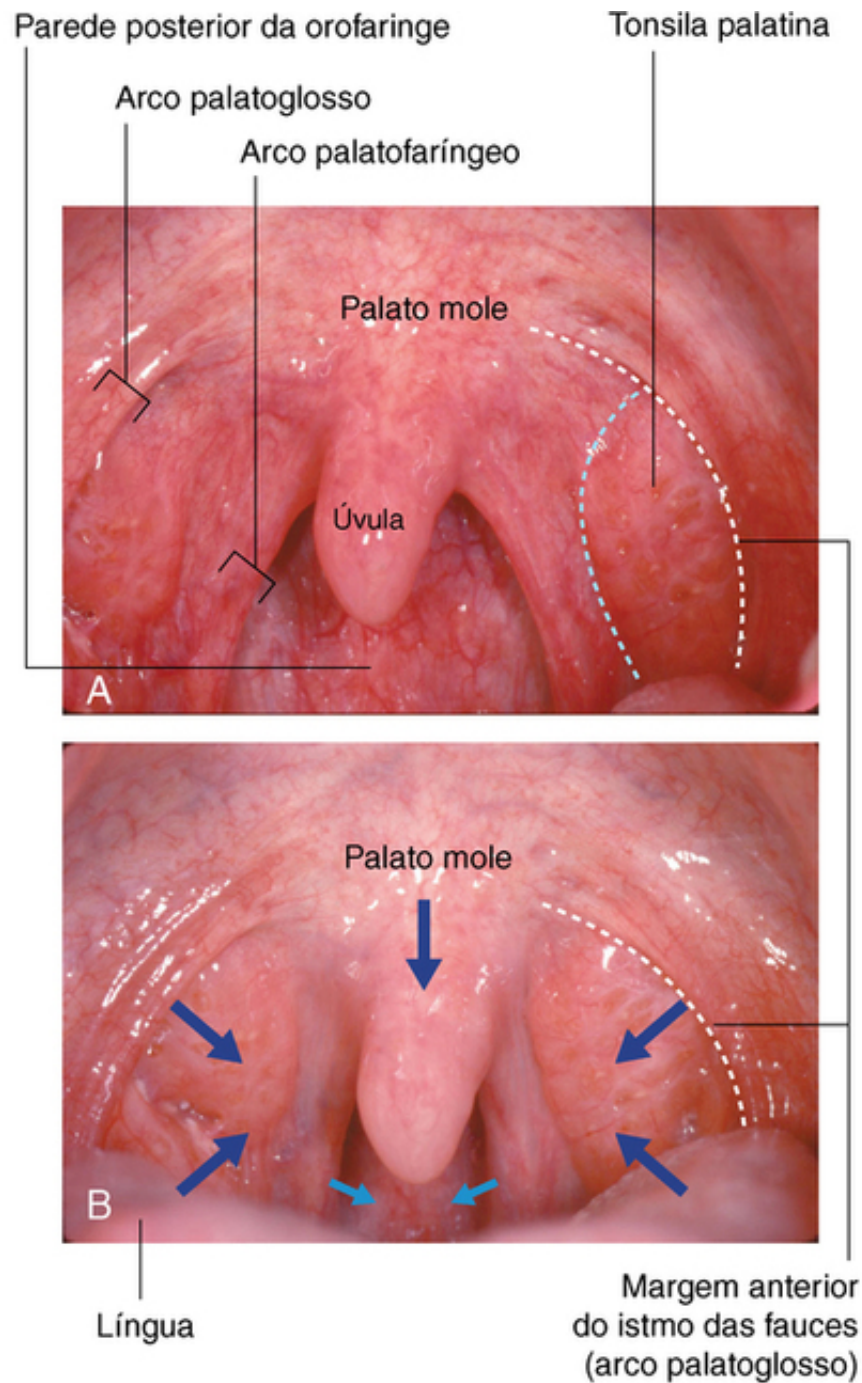 Parede posterior da orofaringe
Tonsila palatina
Arco palatoglosso
Arco palatofaríngeo
Palato mole
Úvula
A
Palato mole
B
Língua
Margem anterior
do istmo das fauces
(arco palatoglosso)